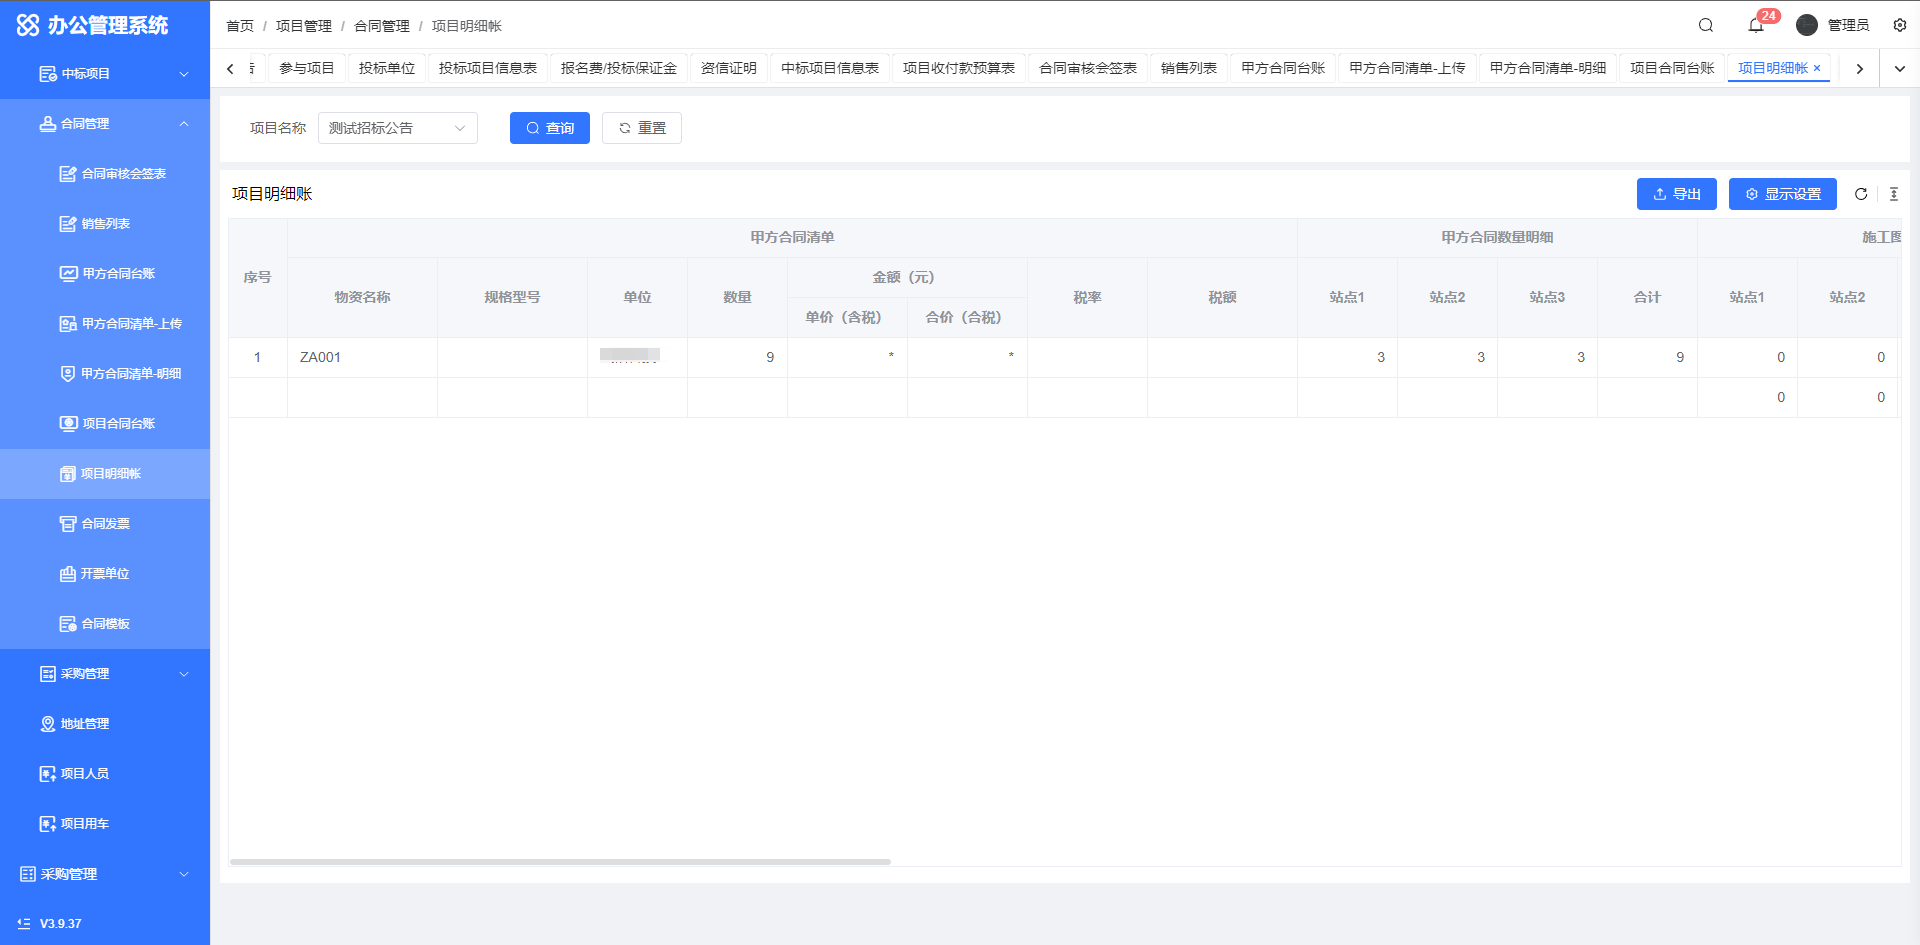 办公管理系统
首页 / 项目管理 / 合同管理 / 项目明细帐
24
管理员
参与项目
投标单位
投标项目信息表
报名费/投标保证金
资信证明
中标项目信息表
项目收付款预算表
合同审核会签表
销售列表
甲方合同台账
甲方合同清单-上传
甲方合同清单-明细
项目合同台账
项目明细帐 ×
中标项目
合同管理
合同审核会签表
销售列表
甲方合同台账
甲方合同清单-上传
甲方合同清单-明细
项目合同台账
项目明细帐
合同发票
开票单位
合同模板
采购管理
地址管理
项目人员
项目用车
采购管理
V3.9.37
项目名称 测试招标公告 查询 重置
项目明细账 导出 显示设置
序号 甲方合同清单 甲方合同数量明细 施工图
物资名称 规格型号 单位 数量 金额（元） 税率 税额 站点1 站点2 站点3 合计 站点1 站点2
单价（含税） 合价（含税）
1 ZA001 9 * * 3 3 3 9 0 0
0 0